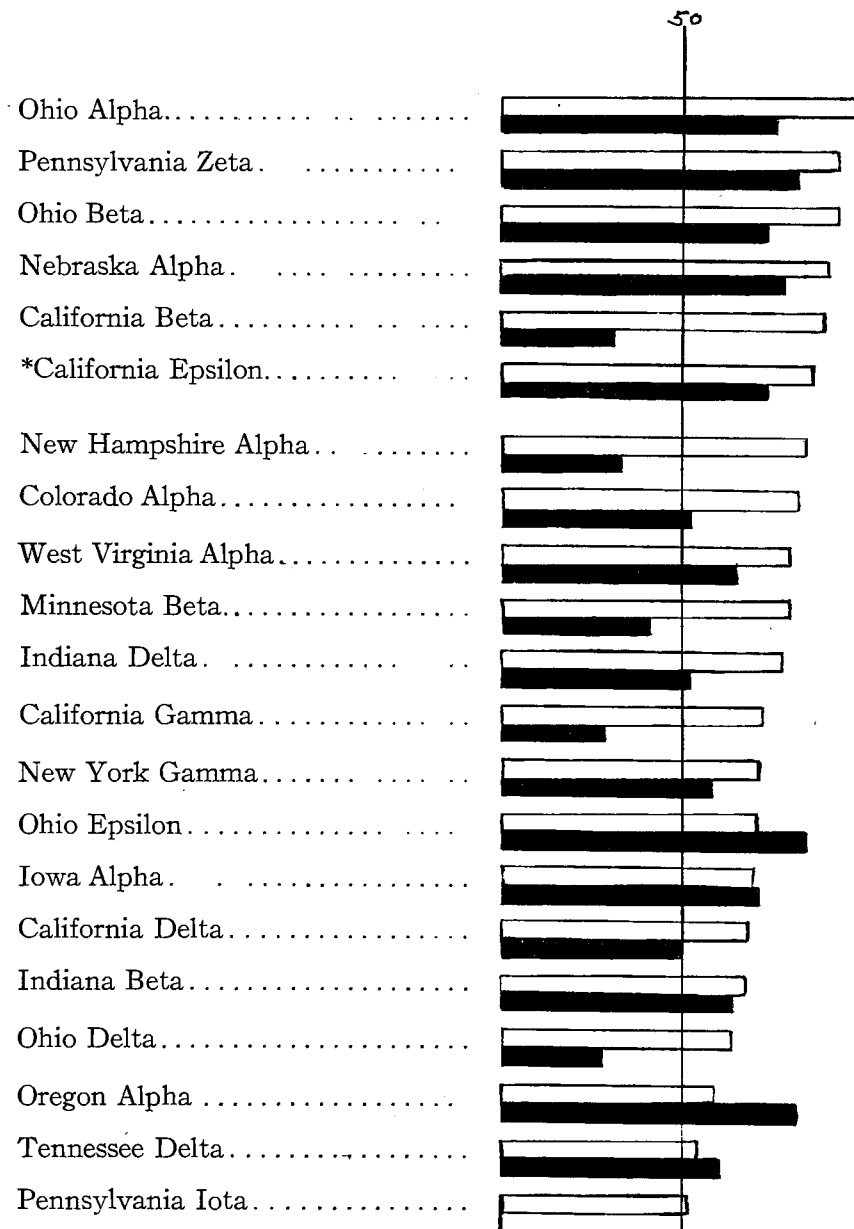 50
Ohio Alpha.............. .. .......
Pennsylvania Zeta. ............
Ohio Beta................. .. ..
Nebraska Alpha. .... ...........
California Beta............ .. ....
*California Epsilon.......... ...
New Hampshire Alpha.. ........
Colorado Alpha................
West Virginia Alpha.............
Minnesota Beta.................
Indiana Delta. ............ ..
California Gamma........... ..
New York Gamma........... ..
Ohio Epsilon............. ... ..
Iowa Alpha. . ...............
California Delta.................
Indiana Beta....................
Ohio Delta......................
Oregon Alpha .................
Tennessee Delta.................
Pennsylvania Iota...............